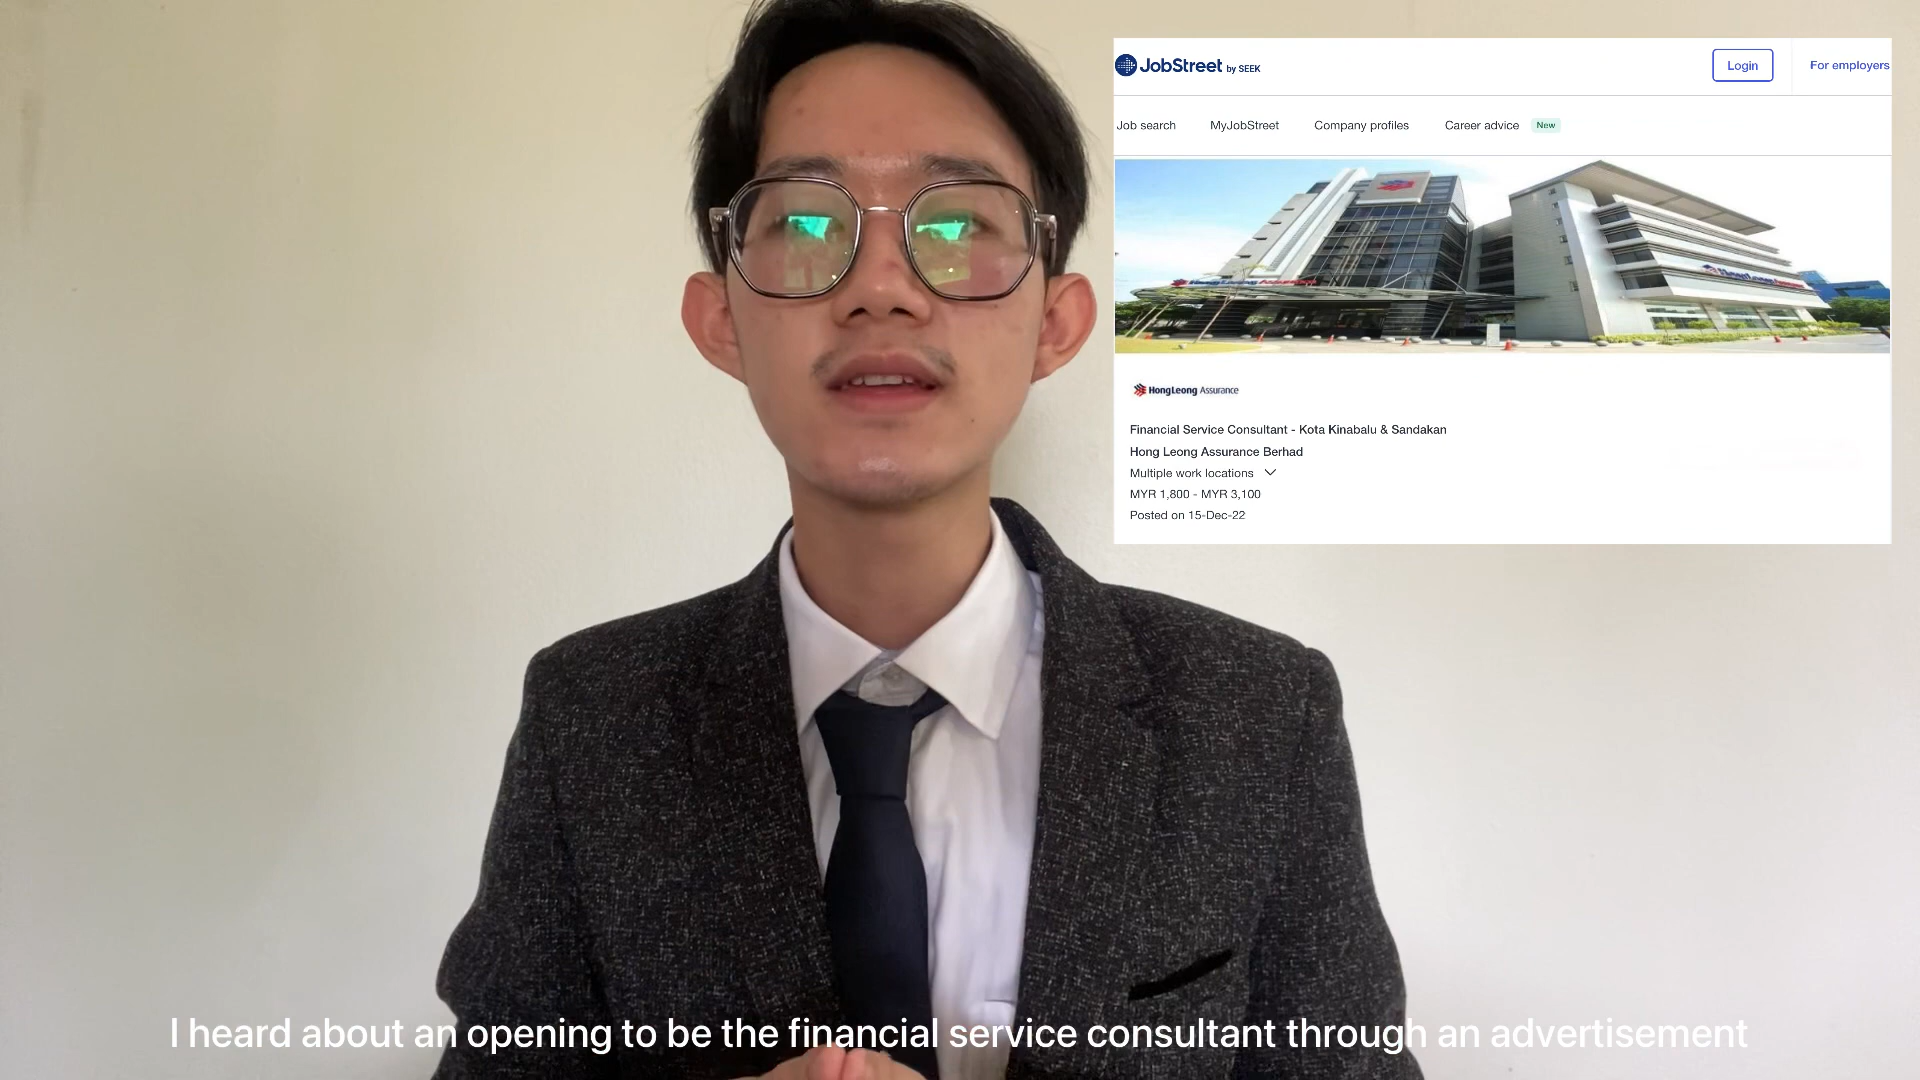 JobStreet by SEEK
Login
For employers
Job search
MyJobStreet
Company profiles
Career advice
New
HongLeong Assurance
Financial Service Consultant - Kota Kinabalu & Sandakan
Hong Leong Assurance Berhad
Multiple work locations
MYR 1,800 - MYR 3,100
Posted on 15-Dec-22
I heard about an opening to be the financial service consultant through an advertisement